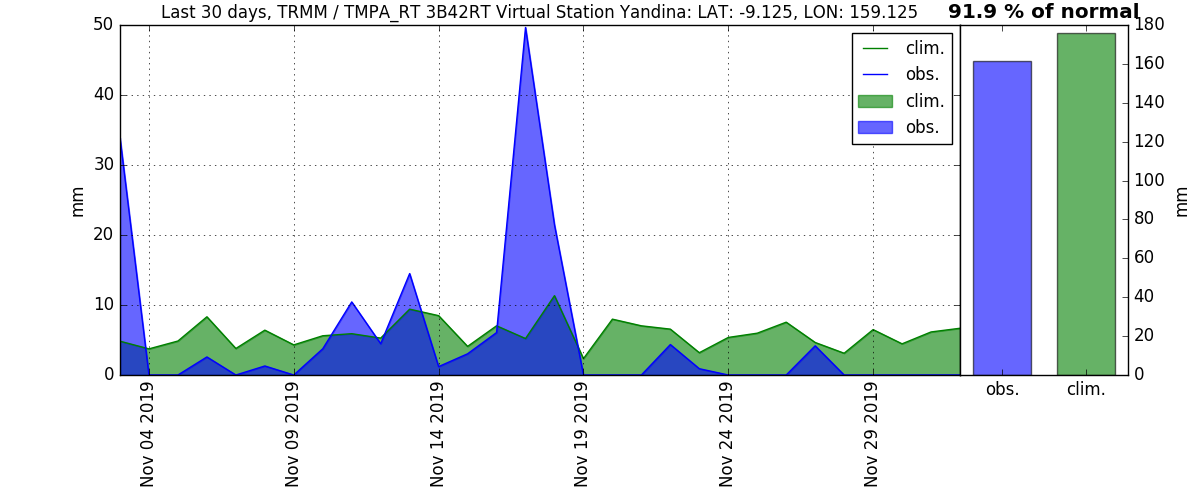 Last 30 days, TRMM / TMPA_RT 3B42RT Virtual Station Yandina: LAT: -9.125, LON: 159.125
91.9 % of normal
50
40
30
20
10
0
mm
clim.
obs.
clim.
obs.
180
160
140
120
100
80
60
40
20
0
mm
Nov 04 2019
Nov 09 2019
Nov 14 2019
Nov 19 2019
Nov 24 2019
Nov 29 2019
obs.
clim.